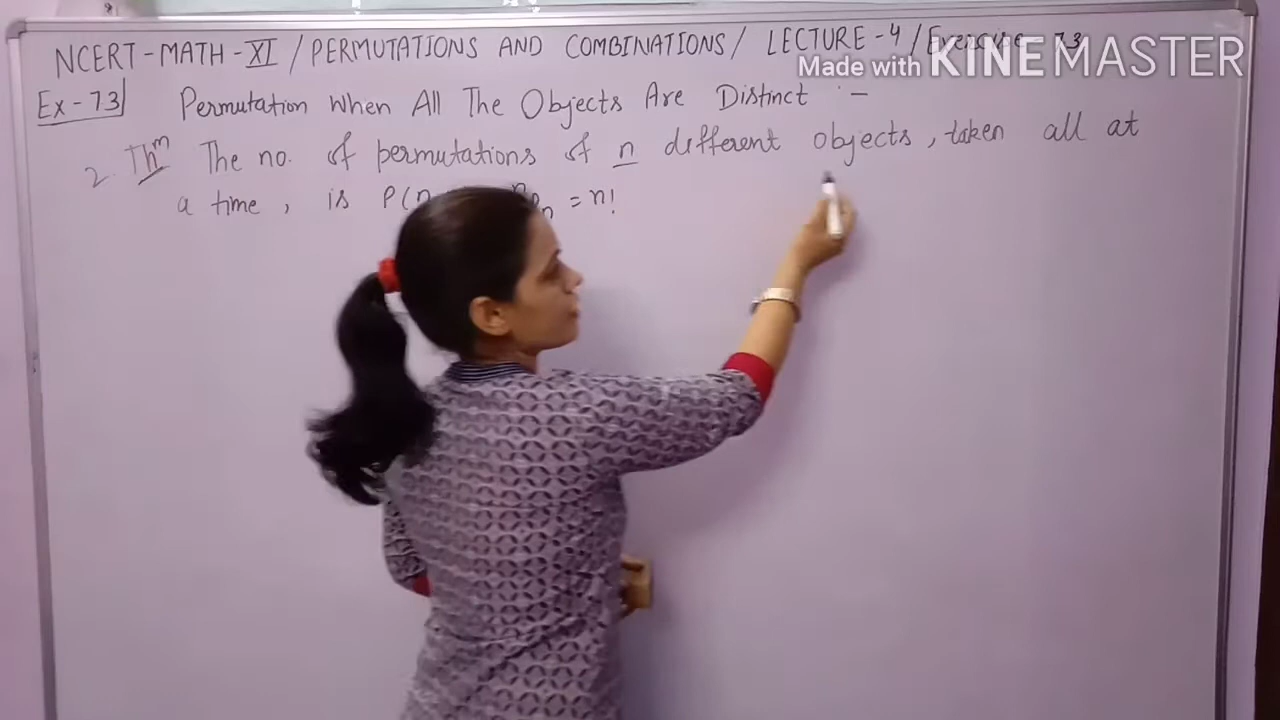 NCERT-MATH-XI / PERMUTATIONS AND COMBINATIONS / LECTURE-4 / Exercise 7.3
Made with KINEMASTER
Ex-7.3 Permutation When All The Objects Are Distinct :-
2. Thm The no. of permutations of n different objects, taken all at
a time, is P(n = n!